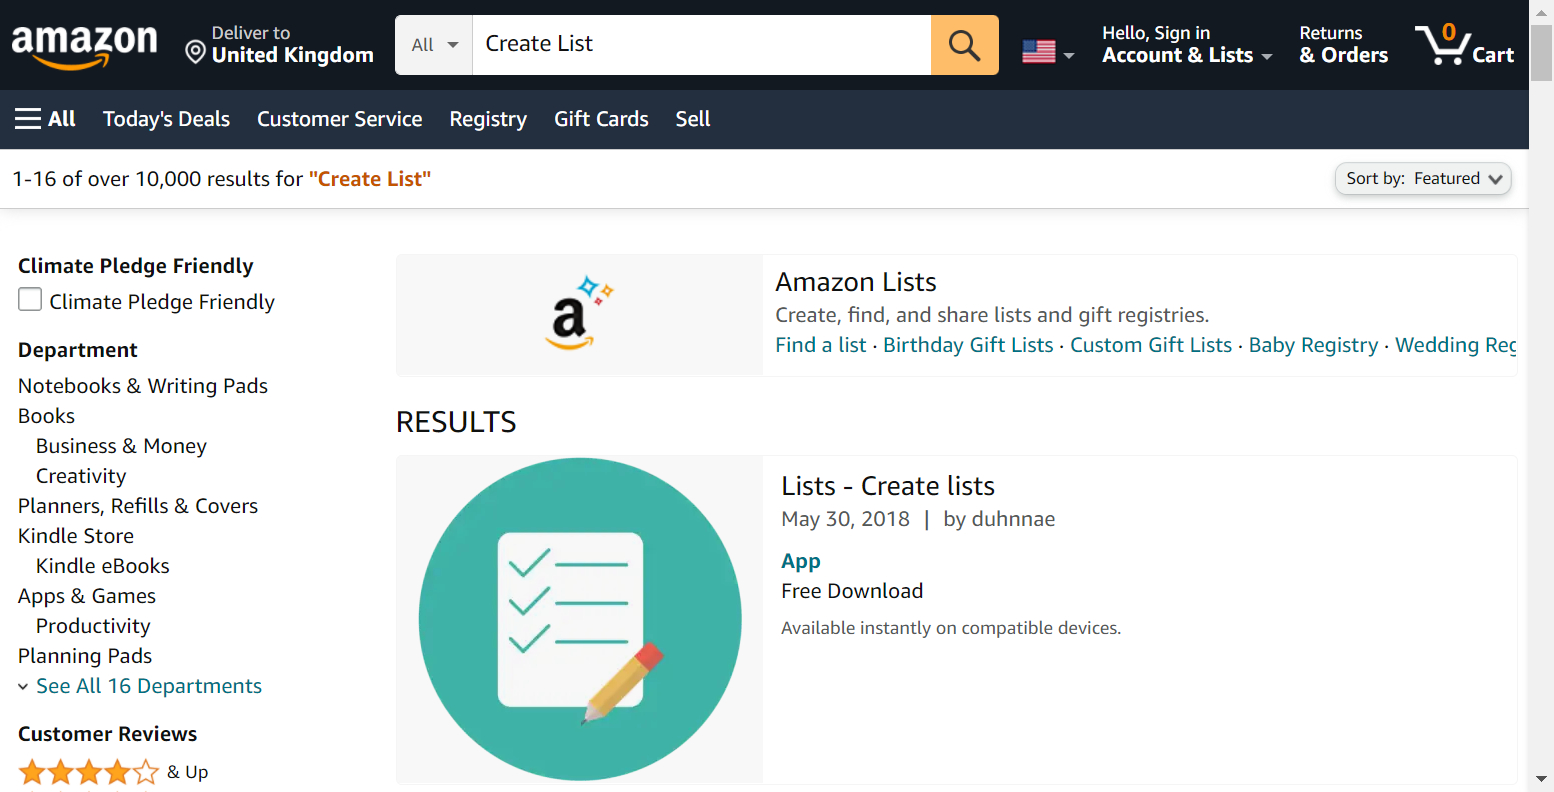 amazon
Deliver to
United Kingdom
All
Create List
Hello, Sign in
Account & Lists
Returns
& Orders
0
Cart
All
Today's Deals
Customer Service
Registry
Gift Cards
Sell
1-16 of over 10,000 results for "Create List"
Sort by: Featured
Climate Pledge Friendly
Climate Pledge Friendly
Department
Notebooks & Writing Pads
Books
Business & Money
Creativity
Planners, Refills & Covers
Kindle Store
Kindle eBooks
Apps & Games
Productivity
Planning Pads
See All 16 Departments
Customer Reviews
& Up
a
Amazon Lists
Create, find, and share lists and gift registries.
Find a list · Birthday Gift Lists · Custom Gift Lists · Baby Registry · Wedding Reg
RESULTS
Lists - Create lists
May 30, 2018 | by duhnnae
App
Free Download
Available instantly on compatible devices.